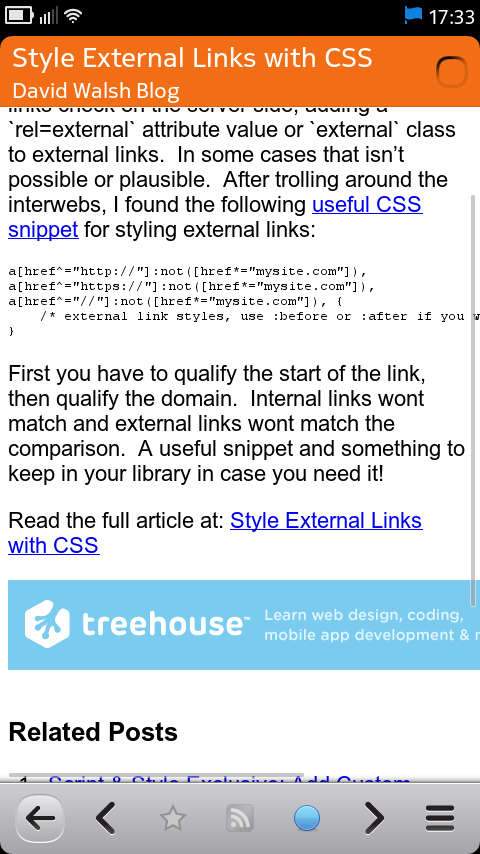 17:33
Style External Links with CSS
David Walsh Blog
links check on the server side, adding a
`rel=external` attribute value or `external` class
to external links.  In some cases that isn’t
possible or plausible.  After trolling around the
interwebs, I found the following useful CSS
snippet for styling external links:
a[href^="http://"]:not([href*="mysite.com"]),
a[href^="https://"]:not([href*="mysite.com"]),
a[href^="//"]:not([href*="mysite.com"]), {
    /* external link styles, use :before or :after if you w
}
First you have to qualify the start of the link,
then qualify the domain.  Internal links wont
match and external links wont match the
comparison.  A useful snippet and something to
keep in your library in case you need it!
Read the full article at: Style External Links
with CSS
treehouse™
Learn web design, coding,
mobile app development &
Related Posts
1. Script & Style Exclusive: Add Custom